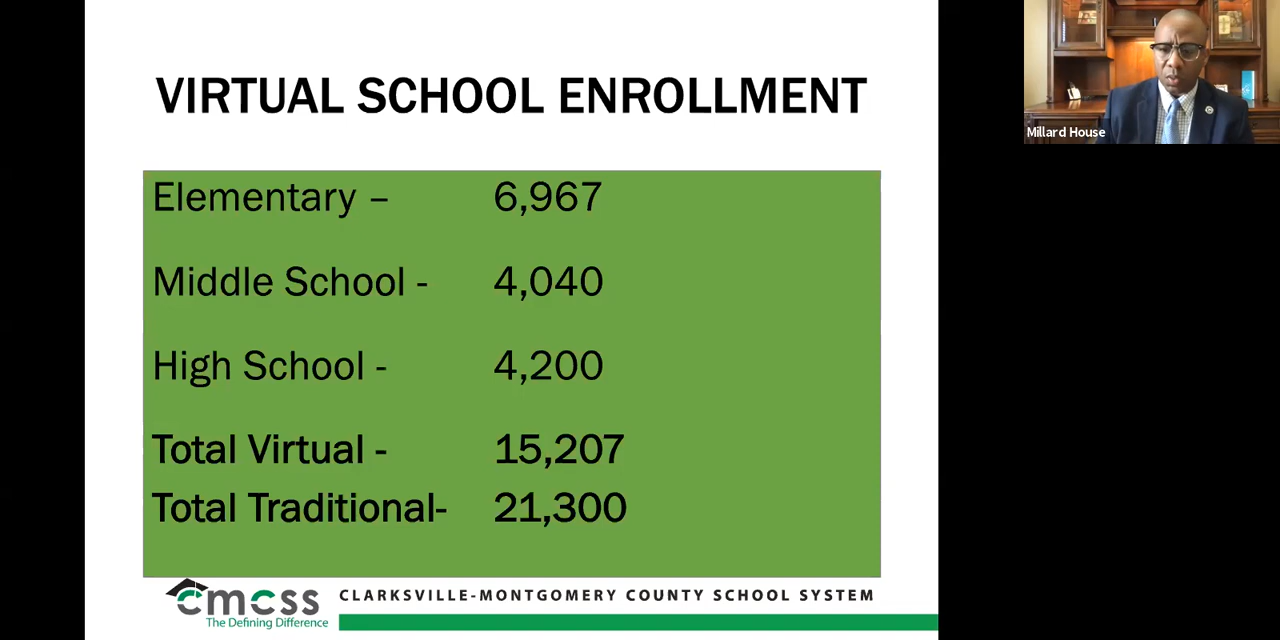 VIRTUAL SCHOOL ENROLLMENT
Elementary – 6,967
Middle School - 4,040
High School - 4,200
Total Virtual - 15,207
Total Traditional- 21,300
cmcss
The Defining Difference
CLARKSVILLE-MONTGOMERY COUNTY SCHOOL SYSTEM
Millard House